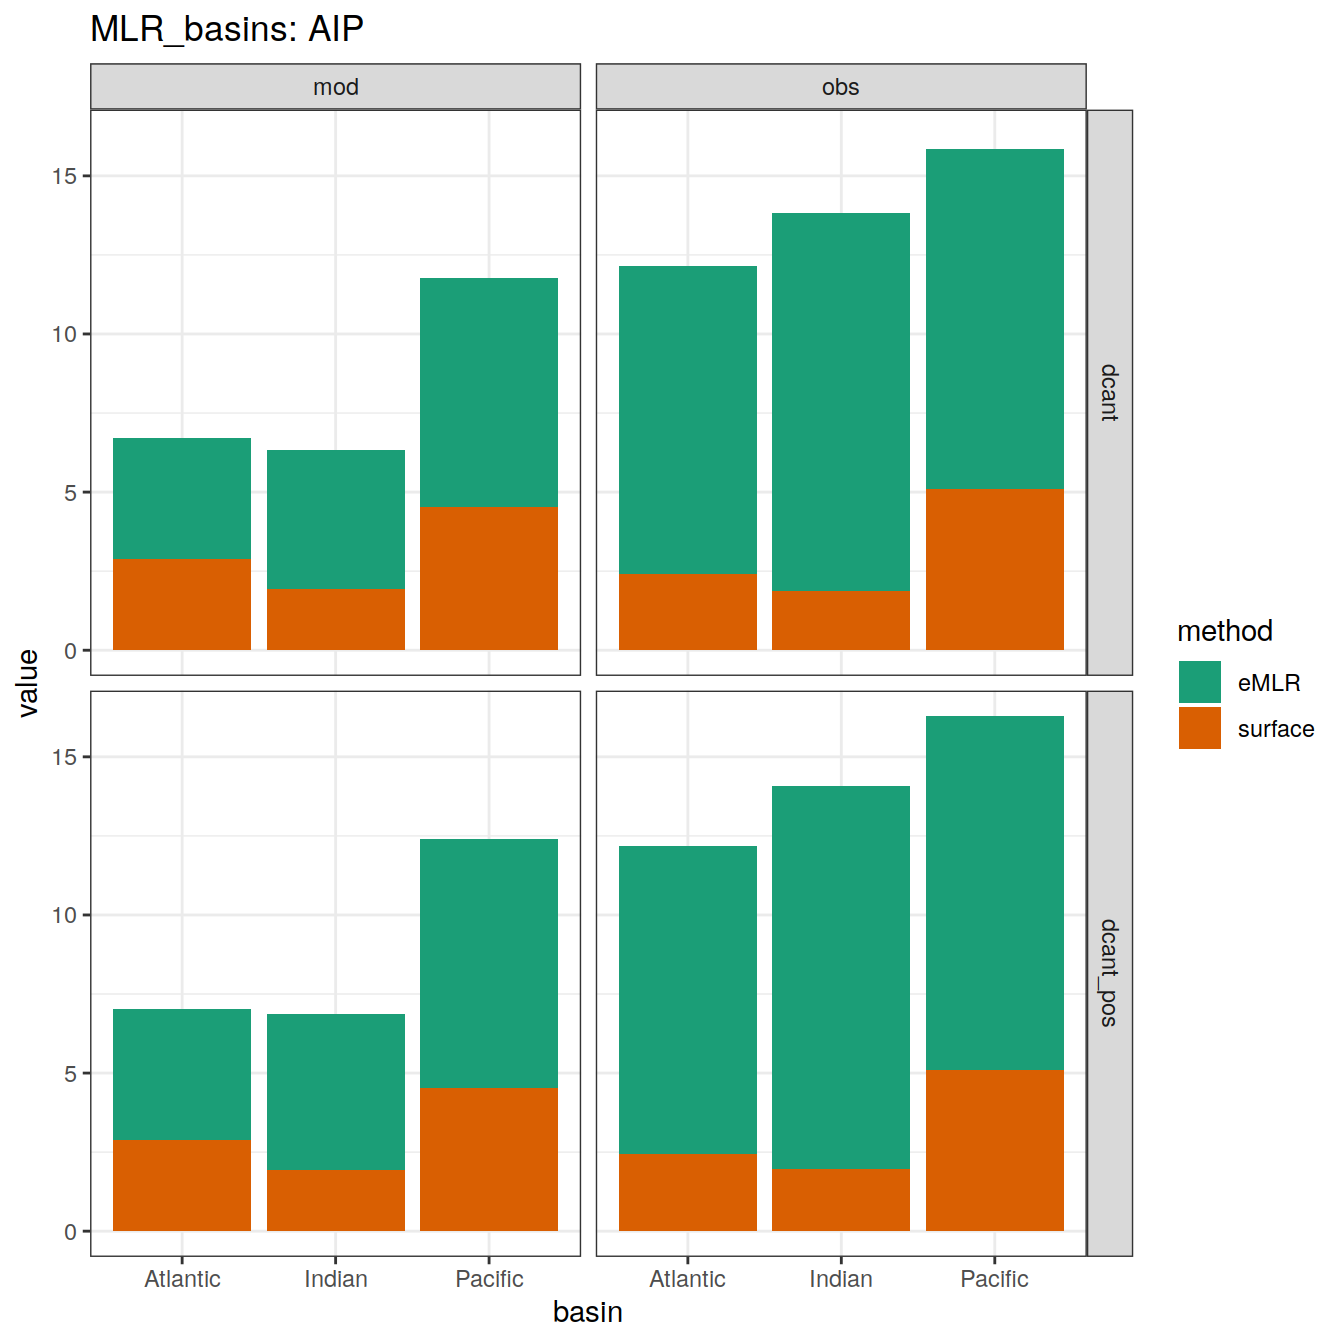 MLR_basins: AIP
mod
obs
15
10
5
0
dcant
15
10
5
0
dcant_pos
value
Atlantic
Indian
Pacific
Atlantic
Indian
Pacific
basin
method
eMLR
surface